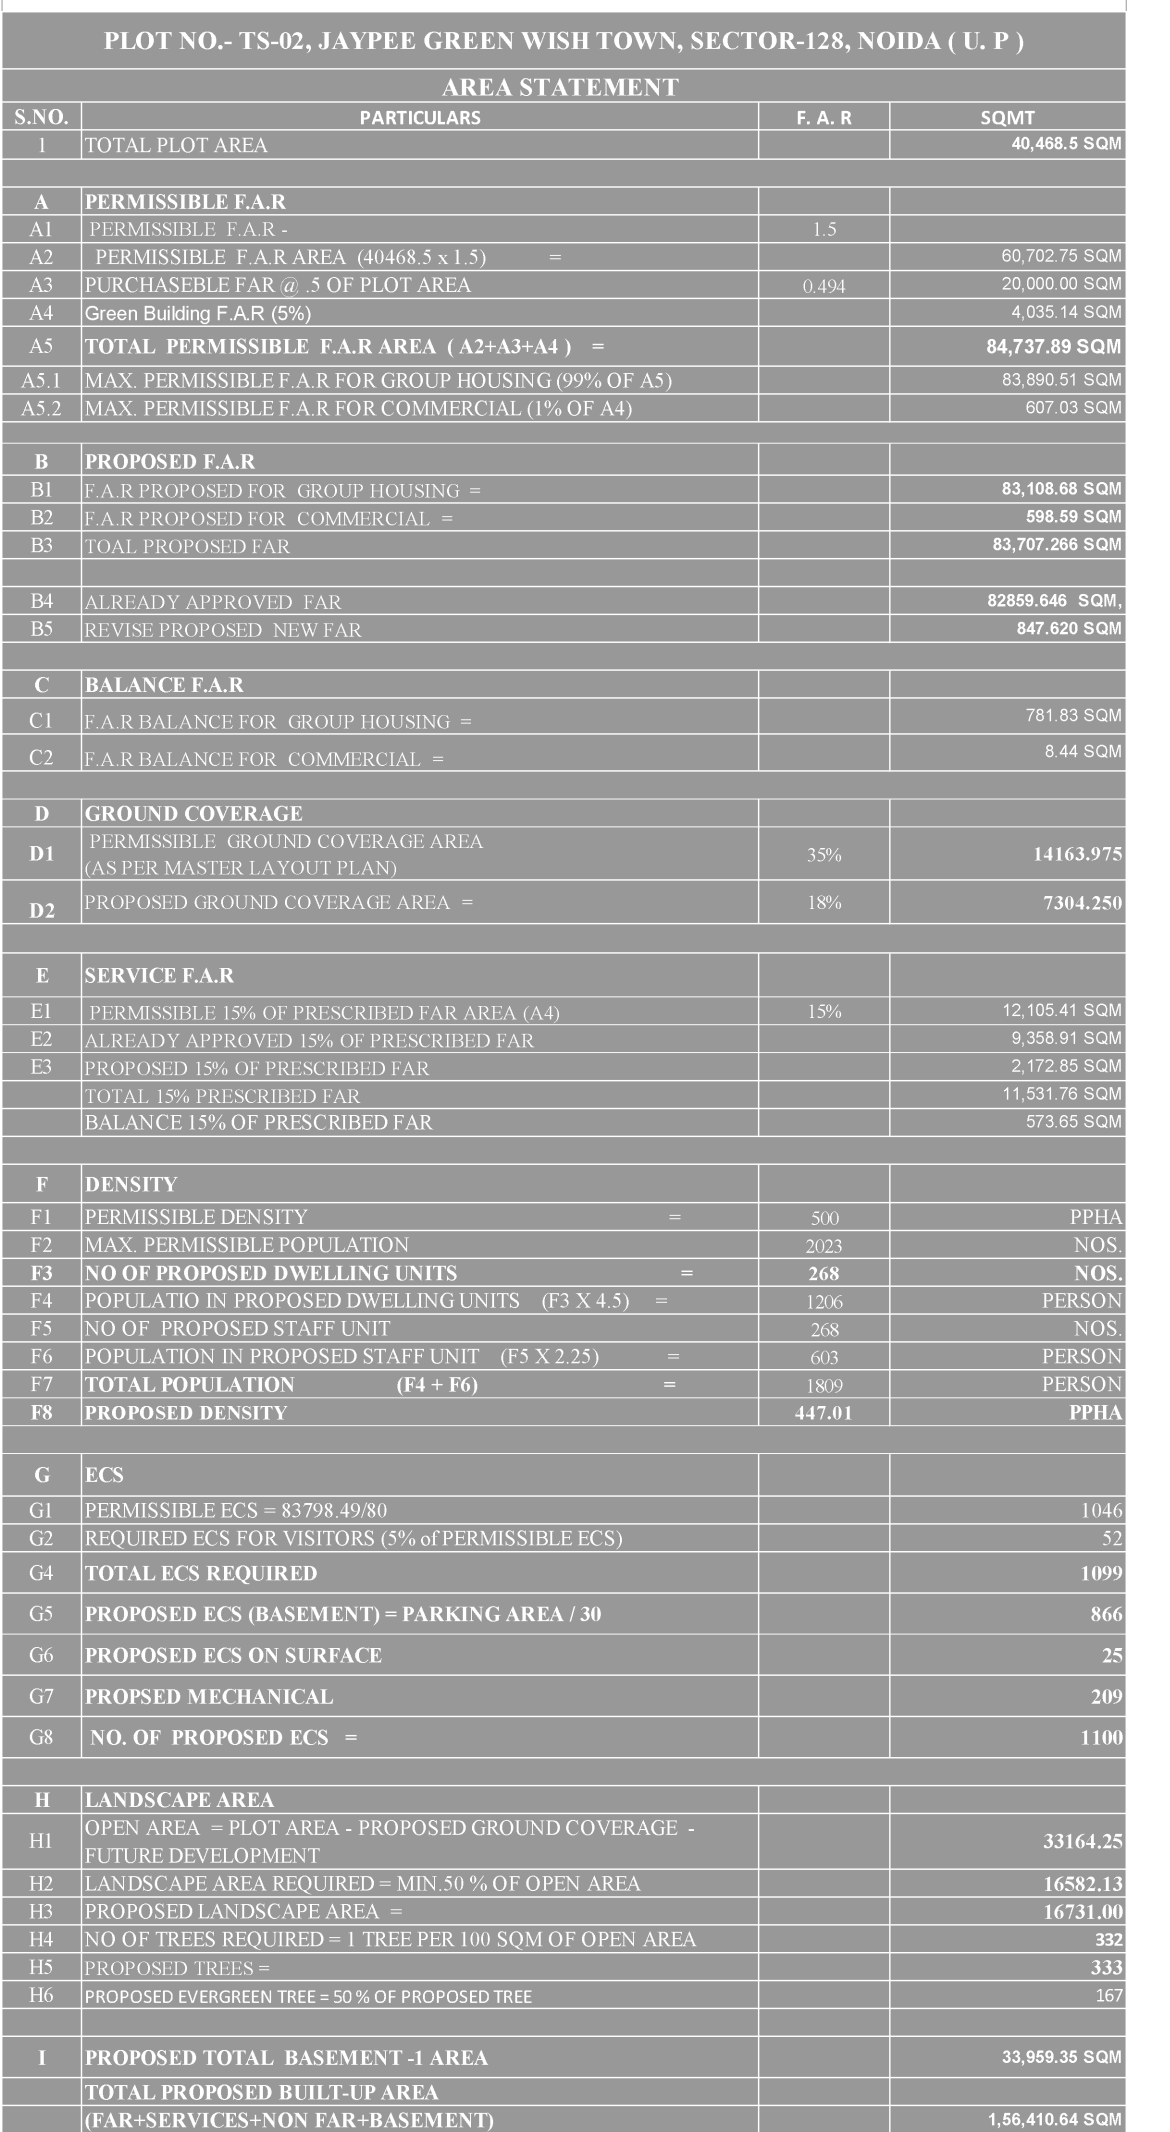 PLOT NO.- TS-02, JAYPEE GREEN WISH TOWN, SECTOR-128, NOIDA ( U. P )
AREA STATEMENT
S.NO. PARTICULARS F. A. R SQMT
1 TOTAL PLOT AREA 40,468.5 SQM
A PERMISSIBLE F.A.R
A1 PERMISSIBLE F.A.R - 1.5
A2 PERMISSIBLE F.A.R AREA (40468.5 x 1.5) = 60,702.75 SQM
A3 PURCHASEBLE FAR @ .5 OF PLOT AREA 0.494 20,000.00 SQM
A4 Green Building F.A.R (5%) 4,035.14 SQM
A5 TOTAL PERMISSIBLE F.A.R AREA ( A2+A3+A4 ) = 84,737.89 SQM
A5.1 MAX. PERMISSIBLE F.A.R FOR GROUP HOUSING (99% OF A5) 83,890.51 SQM
A5.2 MAX. PERMISSIBLE F.A.R FOR COMMERCIAL (1% OF A4) 607.03 SQM
B PROPOSED F.A.R
B1 F.A.R PROPOSED FOR GROUP HOUSING = 83,108.68 SQM
B2 F.A.R PROPOSED FOR COMMERCIAL = 598.59 SQM
B3 TOAL PROPOSED FAR 83,707.266 SQM
B4 ALREADY APPROVED FAR 82859.646 SQM,
B5 REVISE PROPOSED NEW FAR 847.620 SQM
C BALANCE F.A.R
C1 F.A.R BALANCE FOR GROUP HOUSING = 781.83 SQM
C2 F.A.R BALANCE FOR COMMERCIAL = 8.44 SQM
D GROUND COVERAGE
D1 PERMISSIBLE GROUND COVERAGE AREA
(AS PER MASTER LAYOUT PLAN) 35% 14163.975
D2 PROPOSED GROUND COVERAGE AREA = 18% 7304.250
E SERVICE F.A.R
E1 PERMISSIBLE 15% OF PRESCRIBED FAR AREA (A4) 15% 12,105.41 SQM
E2 ALREADY APPROVED 15% OF PRESCRIBED FAR 9,358.91 SQM
E3 PROPOSED 15% OF PRESCRIBED FAR 2,172.85 SQM
TOTAL 15% PRESCRIBED FAR 11,531.76 SQM
BALANCE 15% OF PRESCRIBED FAR 573.65 SQM
F DENSITY
F1 PERMISSIBLE DENSITY = 500 PPHA
F2 MAX. PERMISSIBLE POPULATION 2023 NOS.
F3 NO OF PROPOSED DWELLING UNITS = 268 NOS.
F4 POPULATIO IN PROPOSED DWELLING UNITS (F3 X 4.5) = 1206 PERSON
F5 NO OF PROPOSED STAFF UNIT 268 NOS.
F6 POPULATION IN PROPOSED STAFF UNIT (F5 X 2.25) = 603 PERSON
F7 TOTAL POPULATION (F4 + F6) = 1809 PERSON
F8 PROPOSED DENSITY 447.01 PPHA
G ECS
G1 PERMISSIBLE ECS = 83798.49/80 1046
G2 REQUIRED ECS FOR VISITORS (5% of PERMISSIBLE ECS) 52
G4 TOTAL ECS REQUIRED 1099
G5 PROPOSED ECS (BASEMENT) = PARKING AREA / 30 866
G6 PROPOSED ECS ON SURFACE 25
G7 PROPSED MECHANICAL 209
G8 NO. OF PROPOSED ECS = 1100
H LANDSCAPE AREA
H1 OPEN AREA = PLOT AREA - PROPOSED GROUND COVERAGE -
FUTURE DEVELOPMENT 33164.25
H2 LANDSCAPE AREA REQUIRED = MIN.50 % OF OPEN AREA 16582.13
H3 PROPOSED LANDSCAPE AREA = 16731.00
H4 NO OF TREES REQUIRED = 1 TREE PER 100 SQM OF OPEN AREA 332
H5 PROPOSED TREES = 333
H6 PROPOSED EVERGREEN TREE = 50 % OF PROPOSED TREE 167
I PROPOSED TOTAL BASEMENT -1 AREA 33,959.35 SQM
TOTAL PROPOSED BUILT-UP AREA
(FAR+SERVICES+NON FAR+BASEMENT) 1,56,410.64 SQM